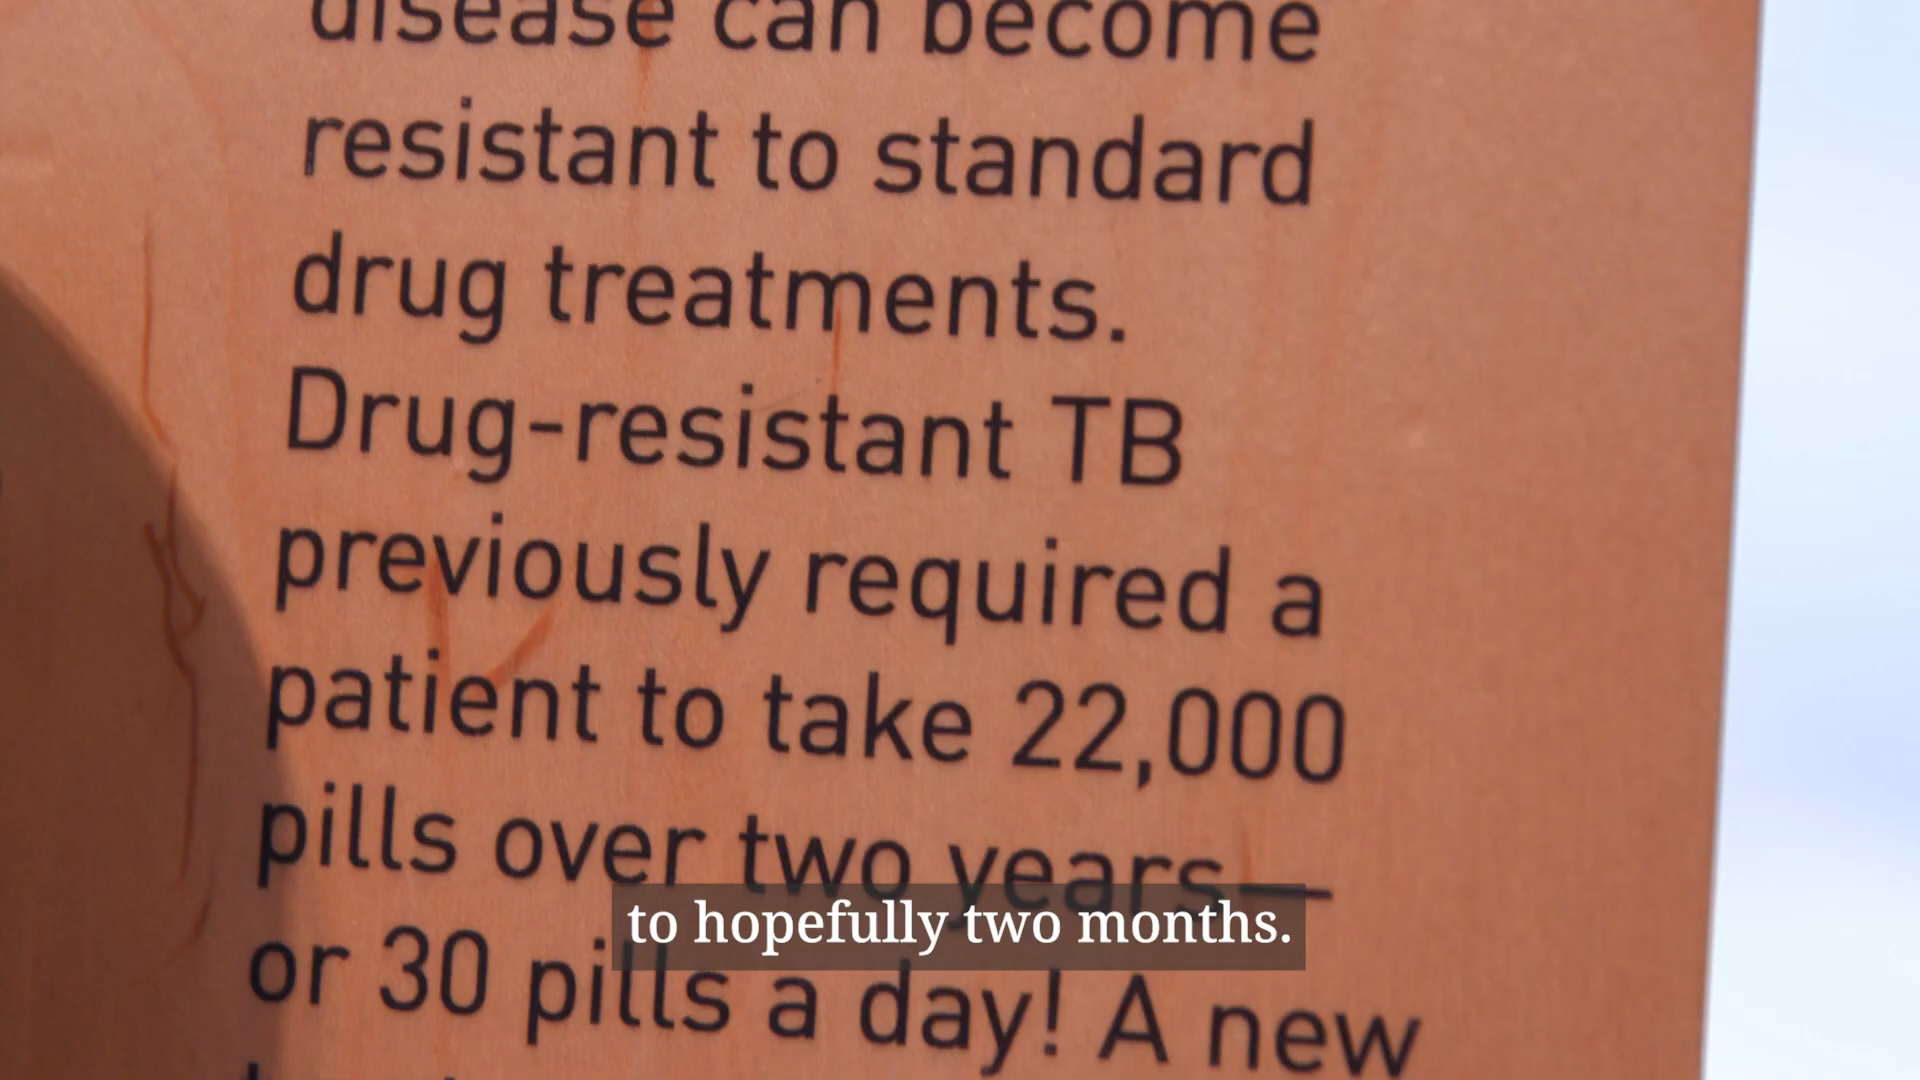 disease can become
resistant to standard
drug treatments.
Drug-resistant TB
previously required a
patient to take 22,000
pills over two years—
to hopefully two months.
or 30 pills a day! A new